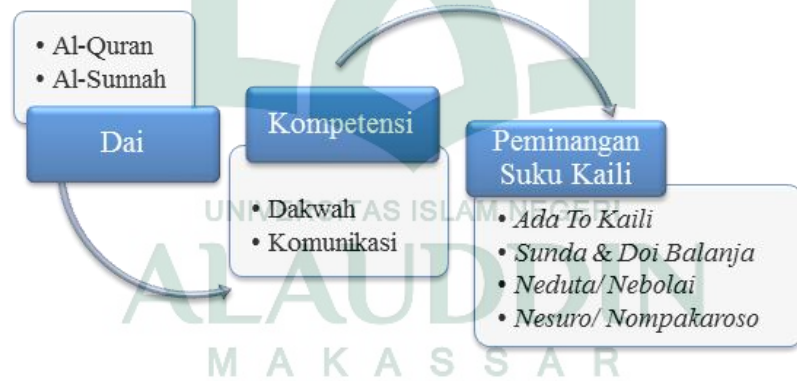 • Al-Quran
• Al-Sunnah
Dai
Kompetensi
• Dakwah
• Komunikasi
Peminangan
Suku Kaili
• Ada To Kaili
• Sunda & Doi Balanja
• Neduta/ Nebolai
• Nesuro/ Nompakaroso
UNIVERSITAS ISLAM NEGERI
ALAUDDIN
MAKASSAR